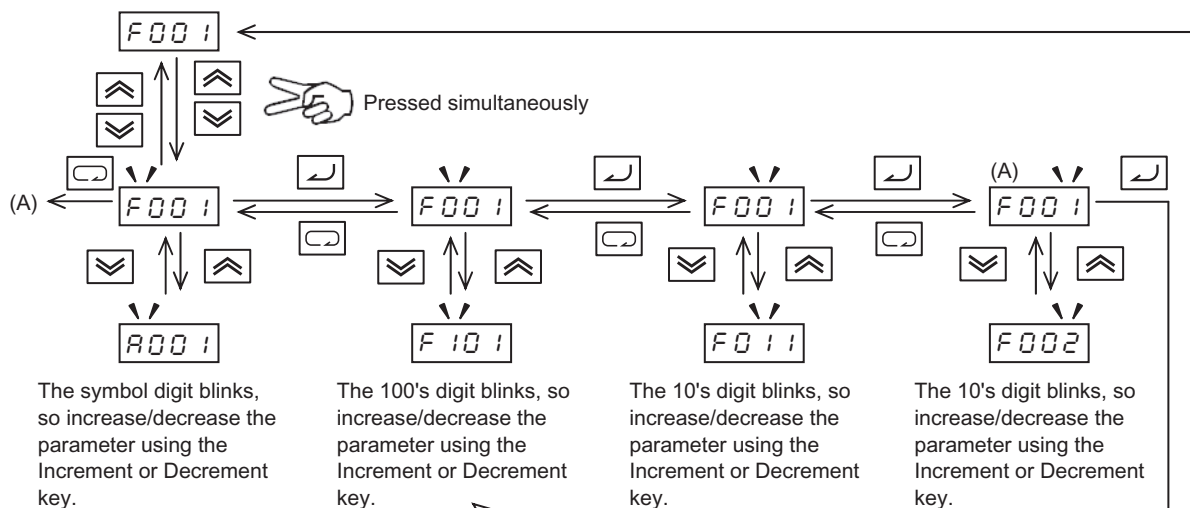 F001
Pressed simultaneously
(A)
(A)
F001
F001
F001
F001
A001
F101
F011
F002
The symbol digit blinks,
so increase/decrease the
parameter using the
Increment or Decrement
key.
The 100's digit blinks, so
increase/decrease the
parameter using the
Increment or Decrement
key.
The 10's digit blinks, so
increase/decrease the
parameter using the
Increment or Decrement
key.
The 10's digit blinks, so
increase/decrease the
parameter using the
Increment or Decrement
key.